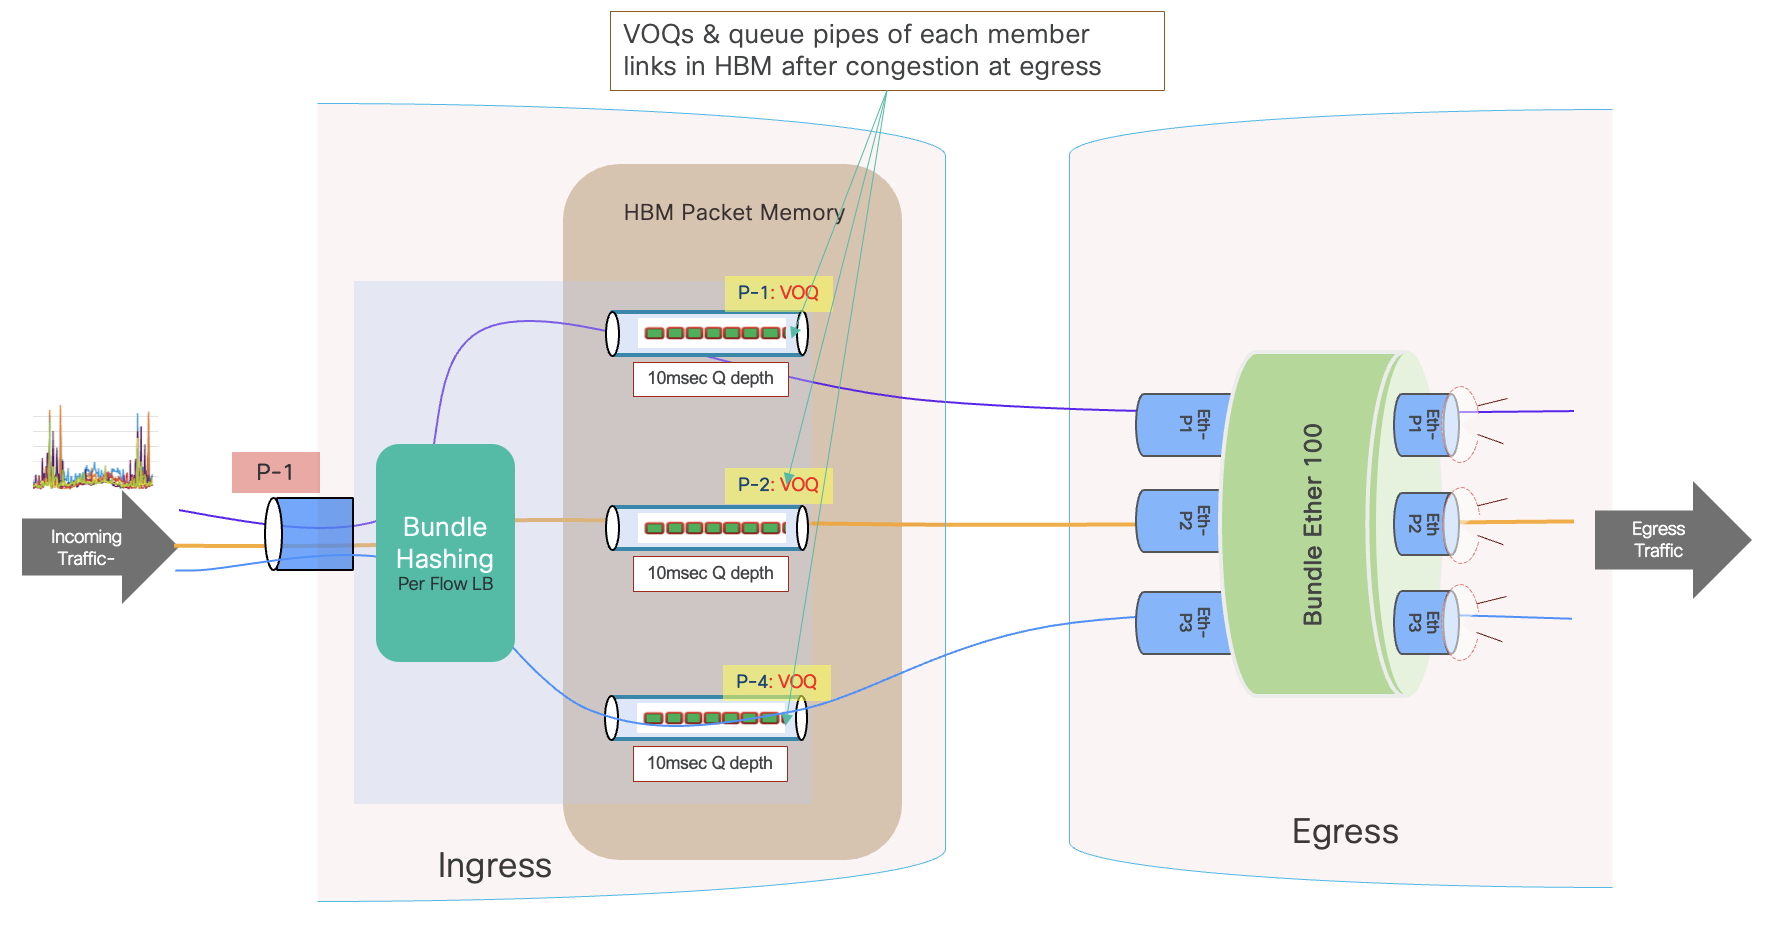 VOQs & queue pipes of each member
links in HBM after congestion at egress
HBM Packet Memory
P-1: VOQ
10msec Q depth
P-1
Incoming
Traffic-
Bundle
Hashing
Per Flow LB
P-2: VOQ
10msec Q depth
P-4: VOQ
10msec Q depth
Ingress
Eth-
P1
Eth-
P2
Eth-
P3
Bundle Ether 100
Eth-
P1
Eth
P2
Eth
P3
Egress
Traffic
Egress